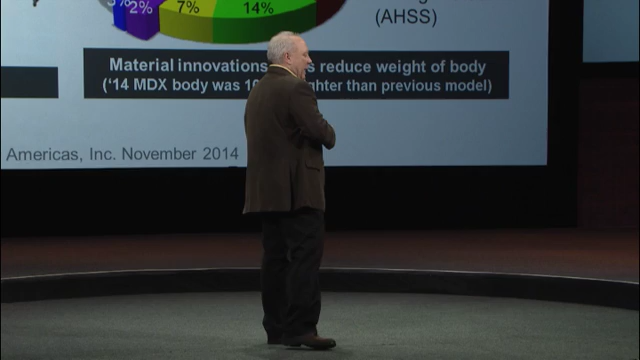 2%
7%
14%
(AHSS)
Material innovations reduce weight of body
('14 MDX body was than previous model)
Americas, Inc. November 2014